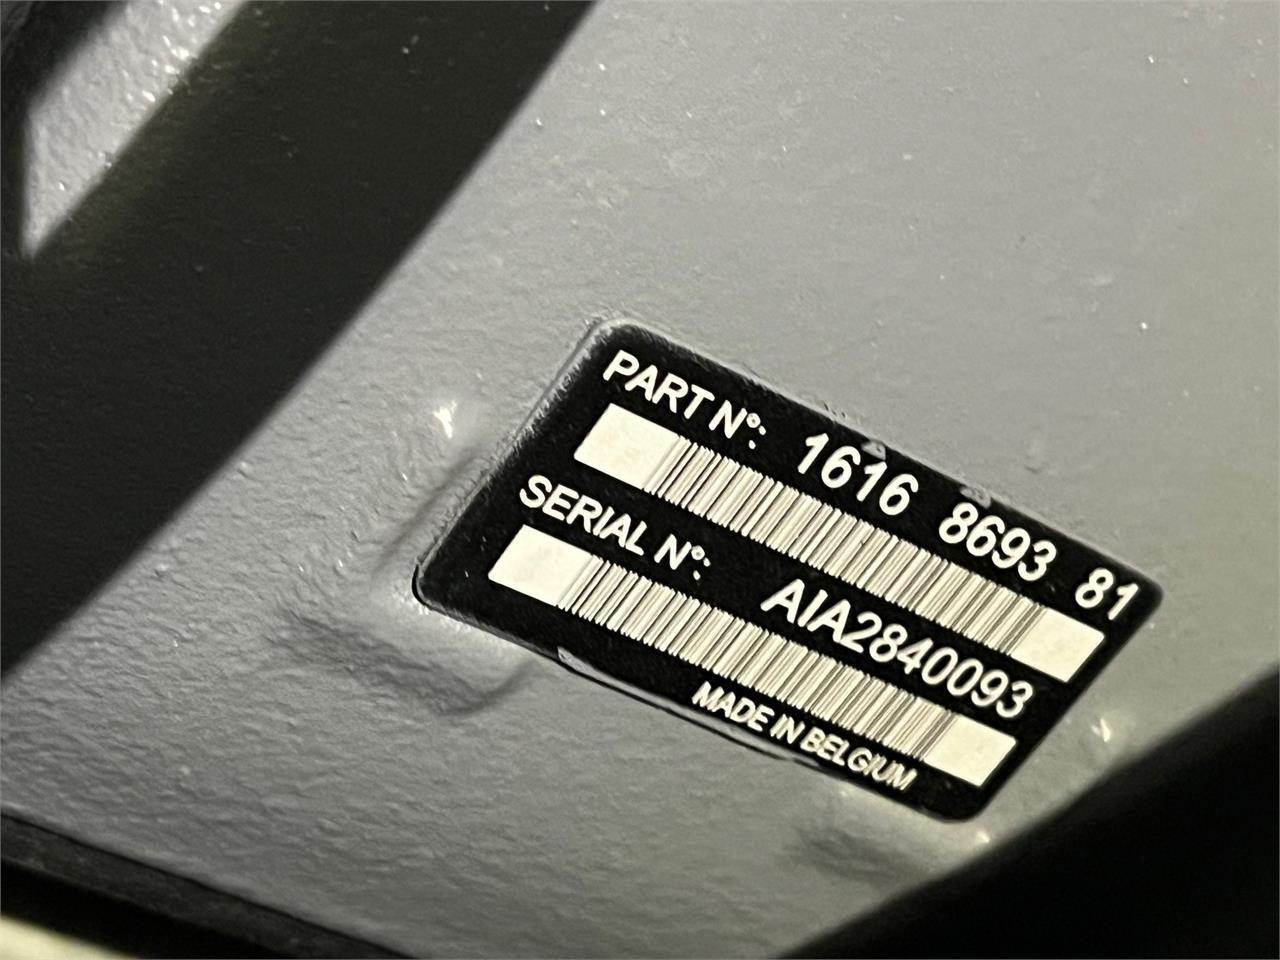 PART N°: 1616 8693 81
SERIAL N°: AIA2840093
MADE IN BELGIUM